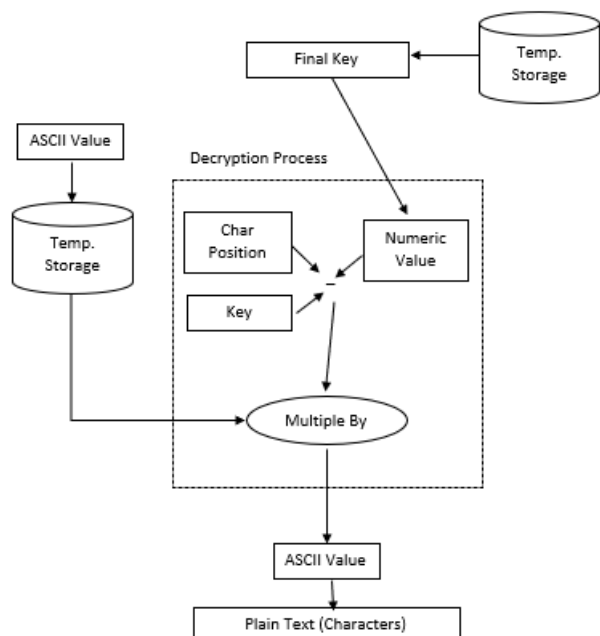 Final Key
Temp.
Storage
ASCII Value
Decryption Process
Temp.
Storage
Char
Position
Numeric
Value
–
Key
Multiple By
ASCII Value
Plain Text (Characters)